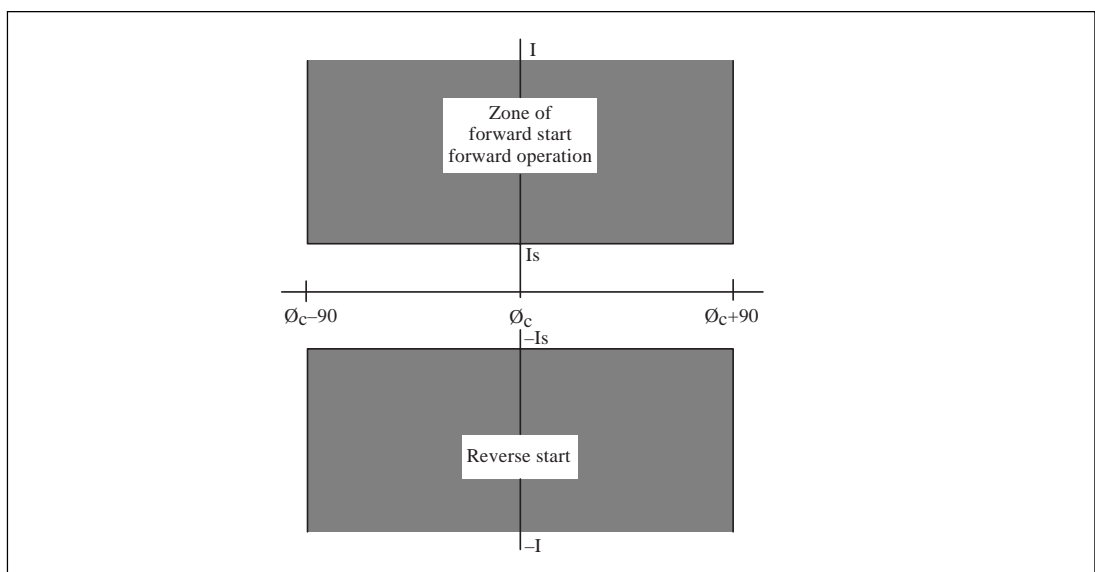 I
Zone of
forward start
forward operation
Is
Øc–90
Øc
Øc+90
–Is
Reverse start
–I